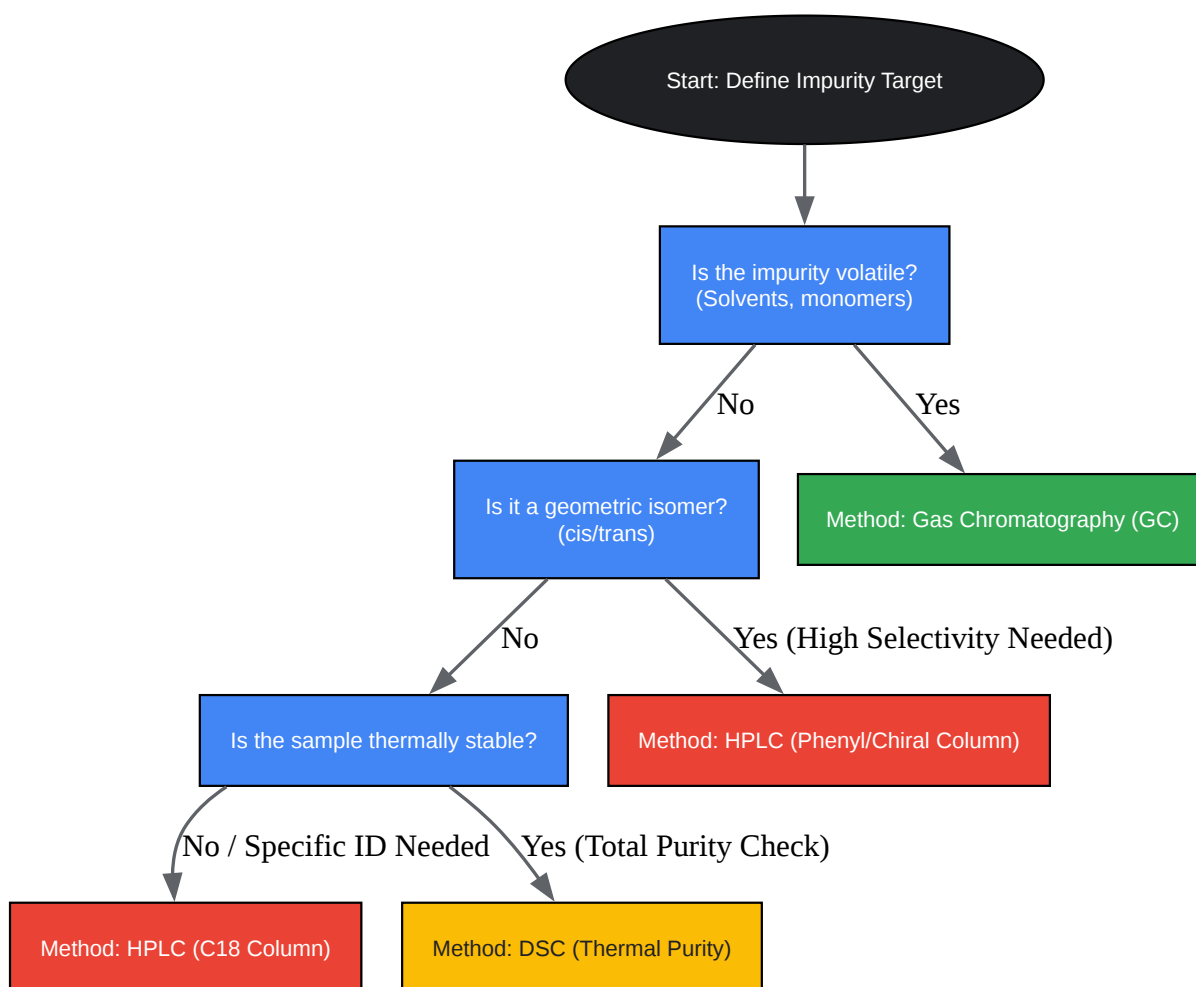 Start: Define Impurity Target
Is the impurity volatile?
(Solvents, monomers)
No
Yes
Is it a geometric isomer?
(cis/trans)
Method: Gas Chromatography (GC)
No
Yes (High Selectivity Needed)
Is the sample thermally stable?
Method: HPLC (Phenyl/Chiral Column)
No / Specific ID Needed
Yes (Total Purity Check)
Method: HPLC (C18 Column)
Method: DSC (Thermal Purity)